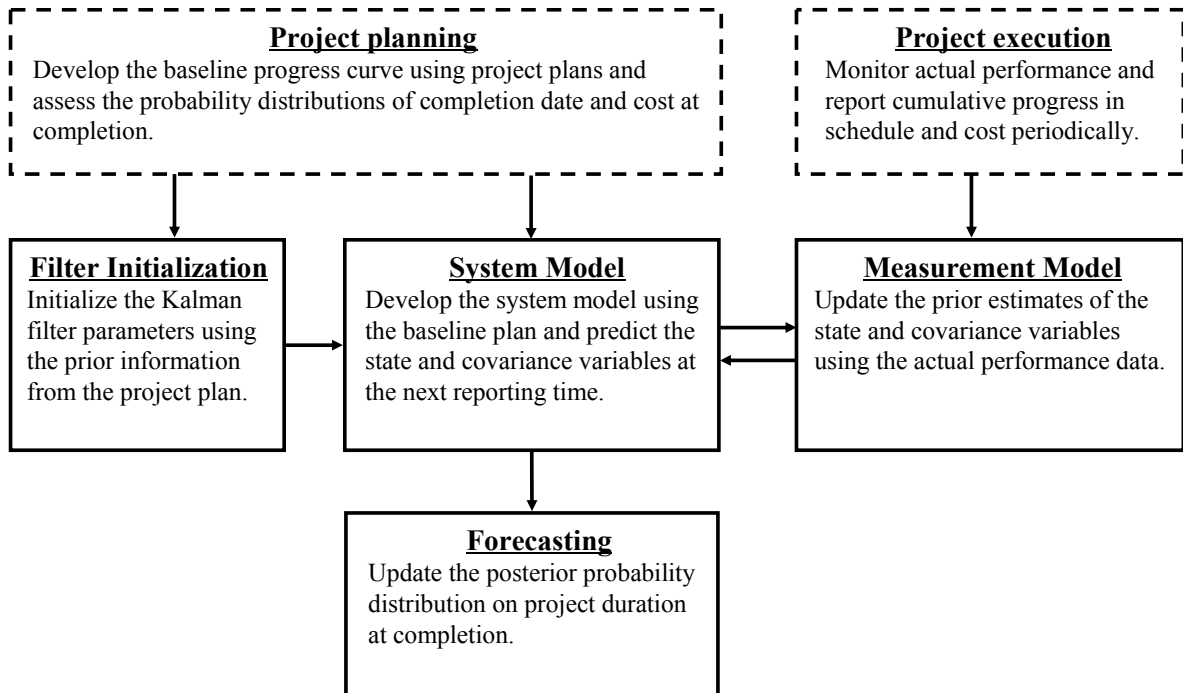 Project planning
Develop the baseline progress curve using project plans and
assess the probability distributions of completion date and cost at
completion.
Project execution
Monitor actual performance and
report cumulative progress in
schedule and cost periodically.
Filter Initialization
Initialize the Kalman
filter parameters using
the prior information
from the project plan.
System Model
Develop the system model using
the baseline plan and predict the
state and covariance variables at
the next reporting time.
Measurement Model
Update the prior estimates of the
state and covariance variables
using the actual performance data.
Forecasting
Update the posterior probability
distribution on project duration
at completion.